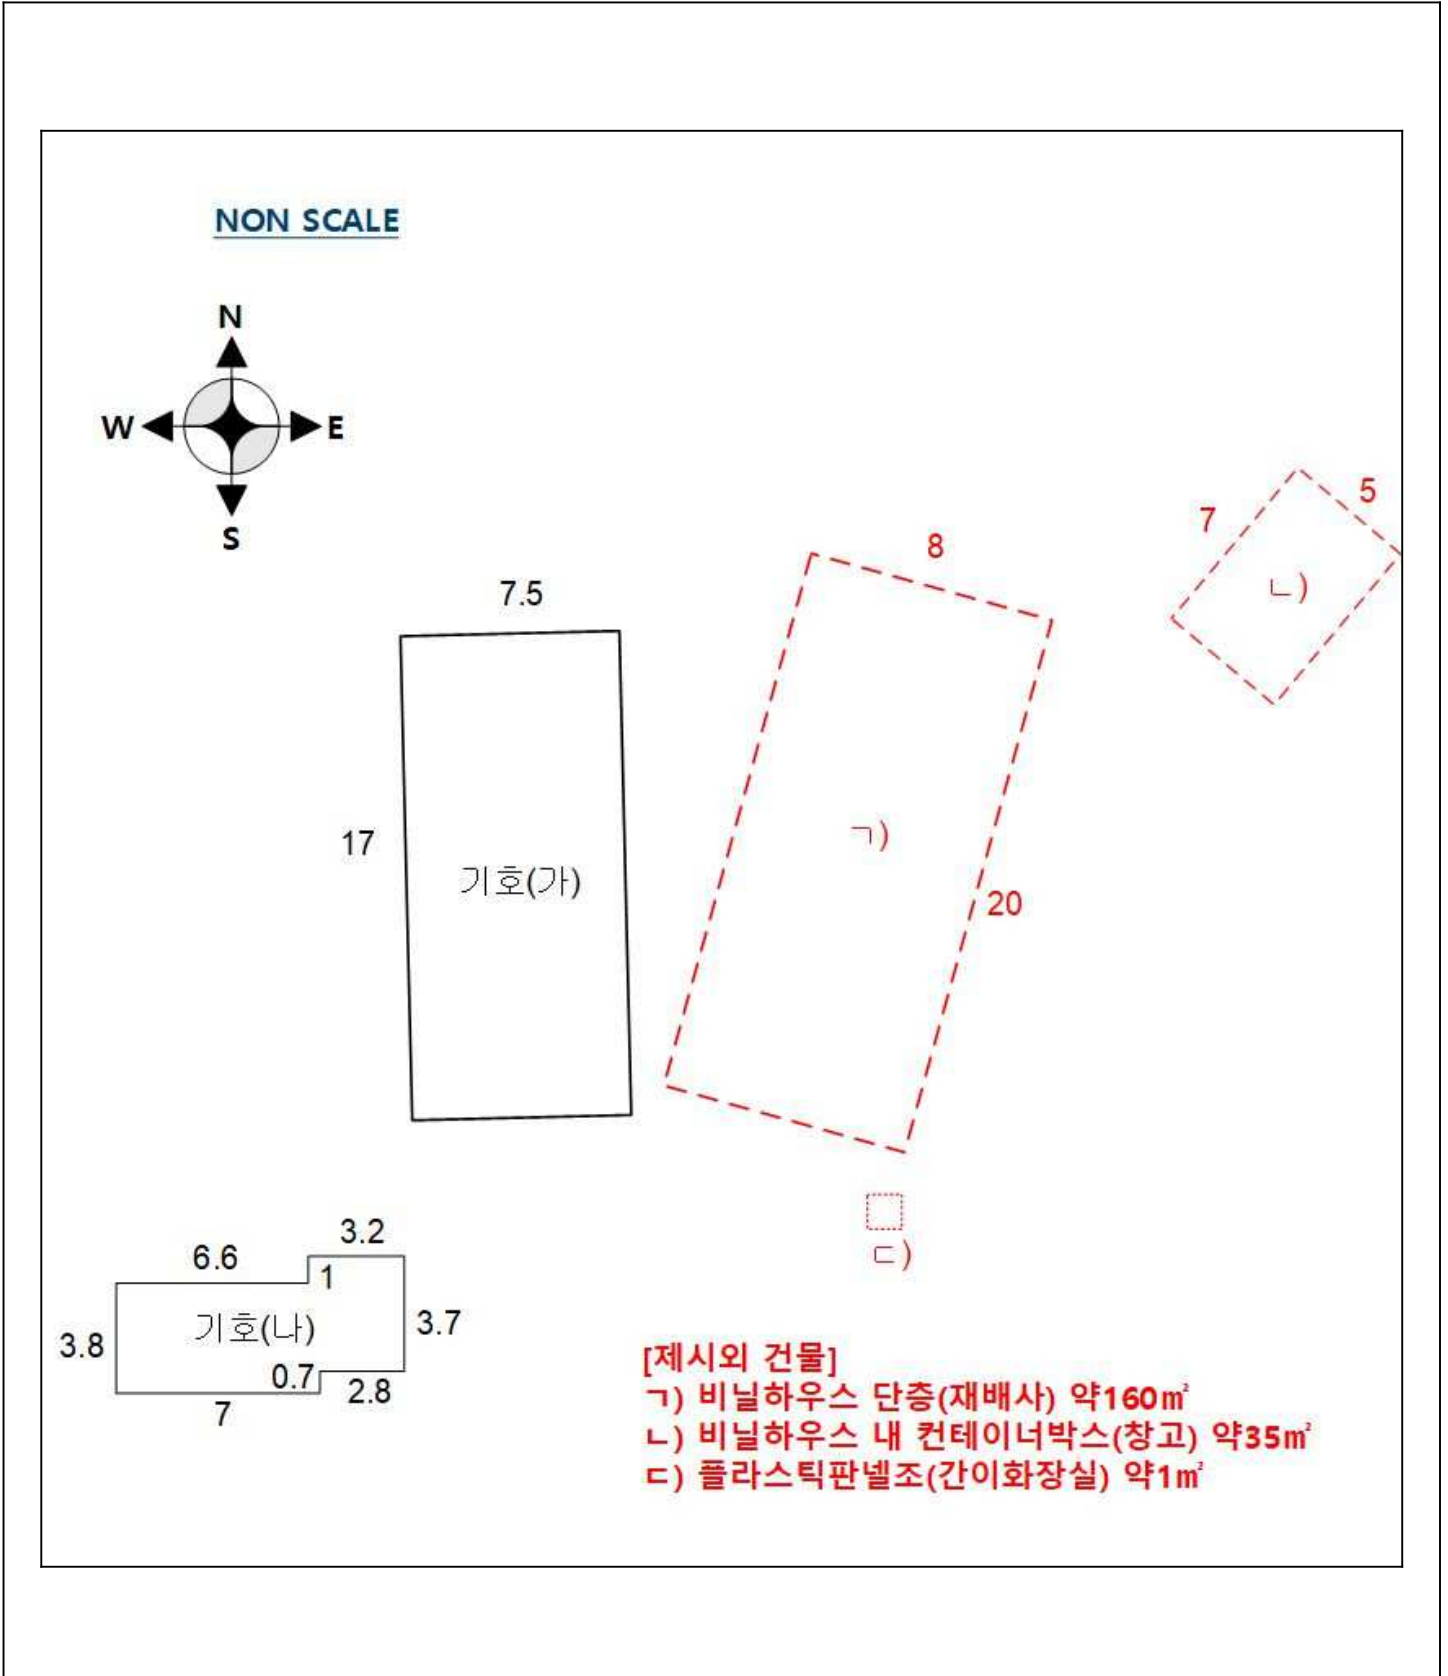 NON SCALE
N
W
E
S
7.5
17
기호(가)
8
ㄱ)
20
7
5
ㄴ)
ㄷ)
6.6
3.2
1
기호(나)
3.8
3.7
0.7
2.8
7
[제시외 건물]
ㄱ) 비닐하우스 단층(재배사) 약160㎡
ㄴ) 비닐하우스 내 컨테이너박스(창고) 약35㎡
ㄷ) 플라스틱판넬조(간이화장실) 약1㎡